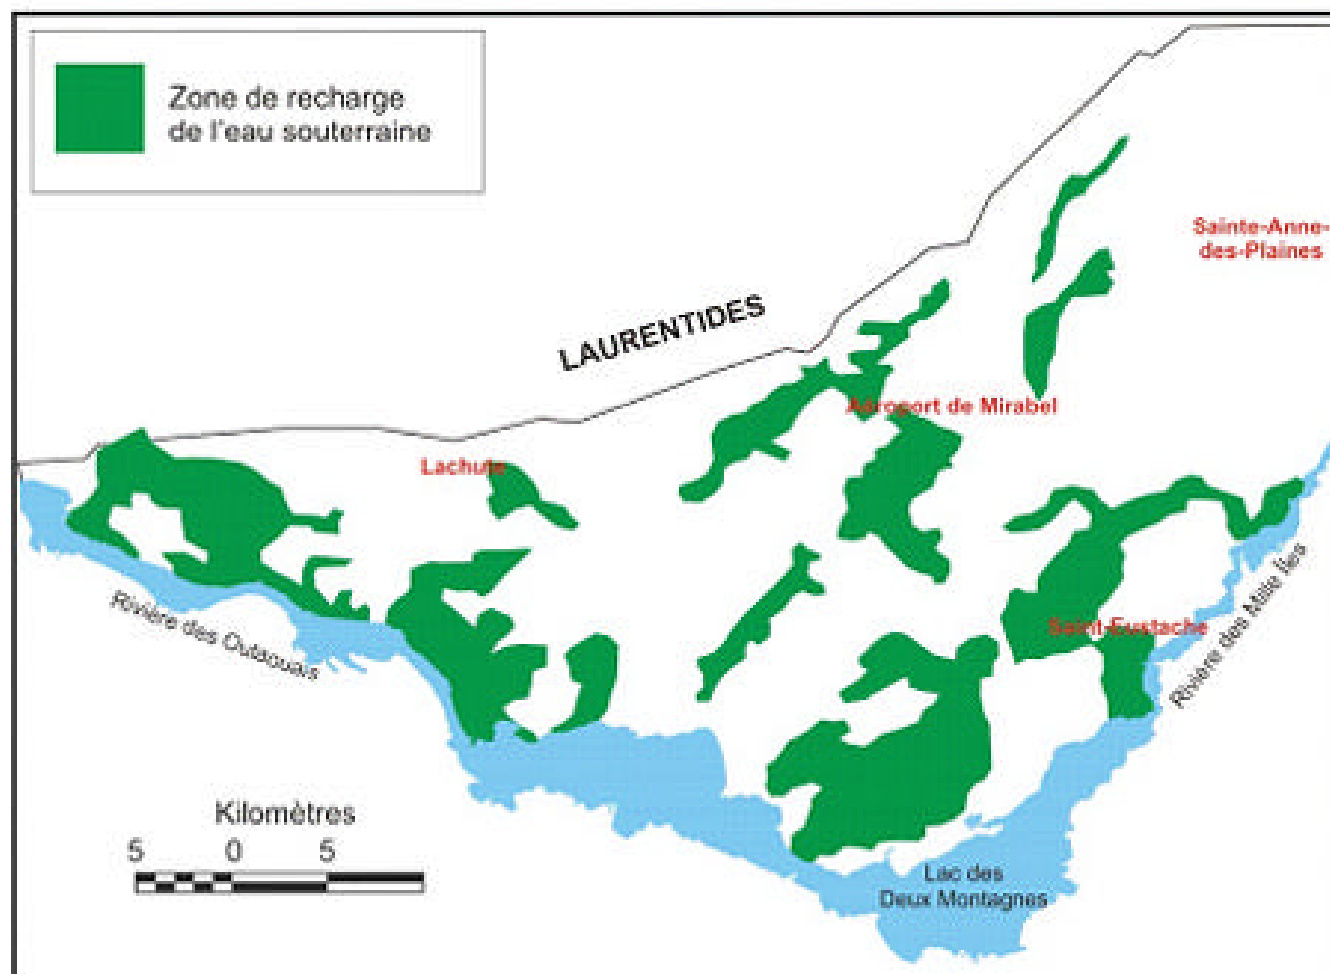 Zone de recharge
de l'eau souterraine
Sainte-Anne-
des-Plaines
LAURENTIDES
Aéroport de Mirabel
Lachute
Saint-Eustache
Rivière des Outaouais
Rivière des Mille Îles
Kilomètres
5 0 5
Lac des
Deux Montagnes